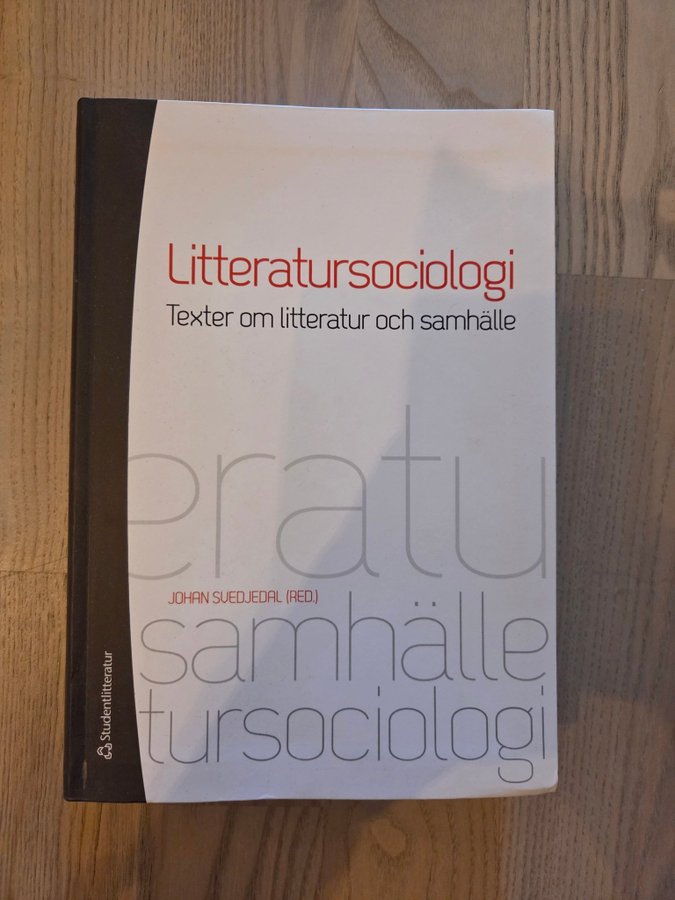 Litteratursociologi
Texter om litteratur och samhälle
eratu
JOHAN SVEDJEDAL (RED.)
samhälle
tursociologi
Studentlitteratur